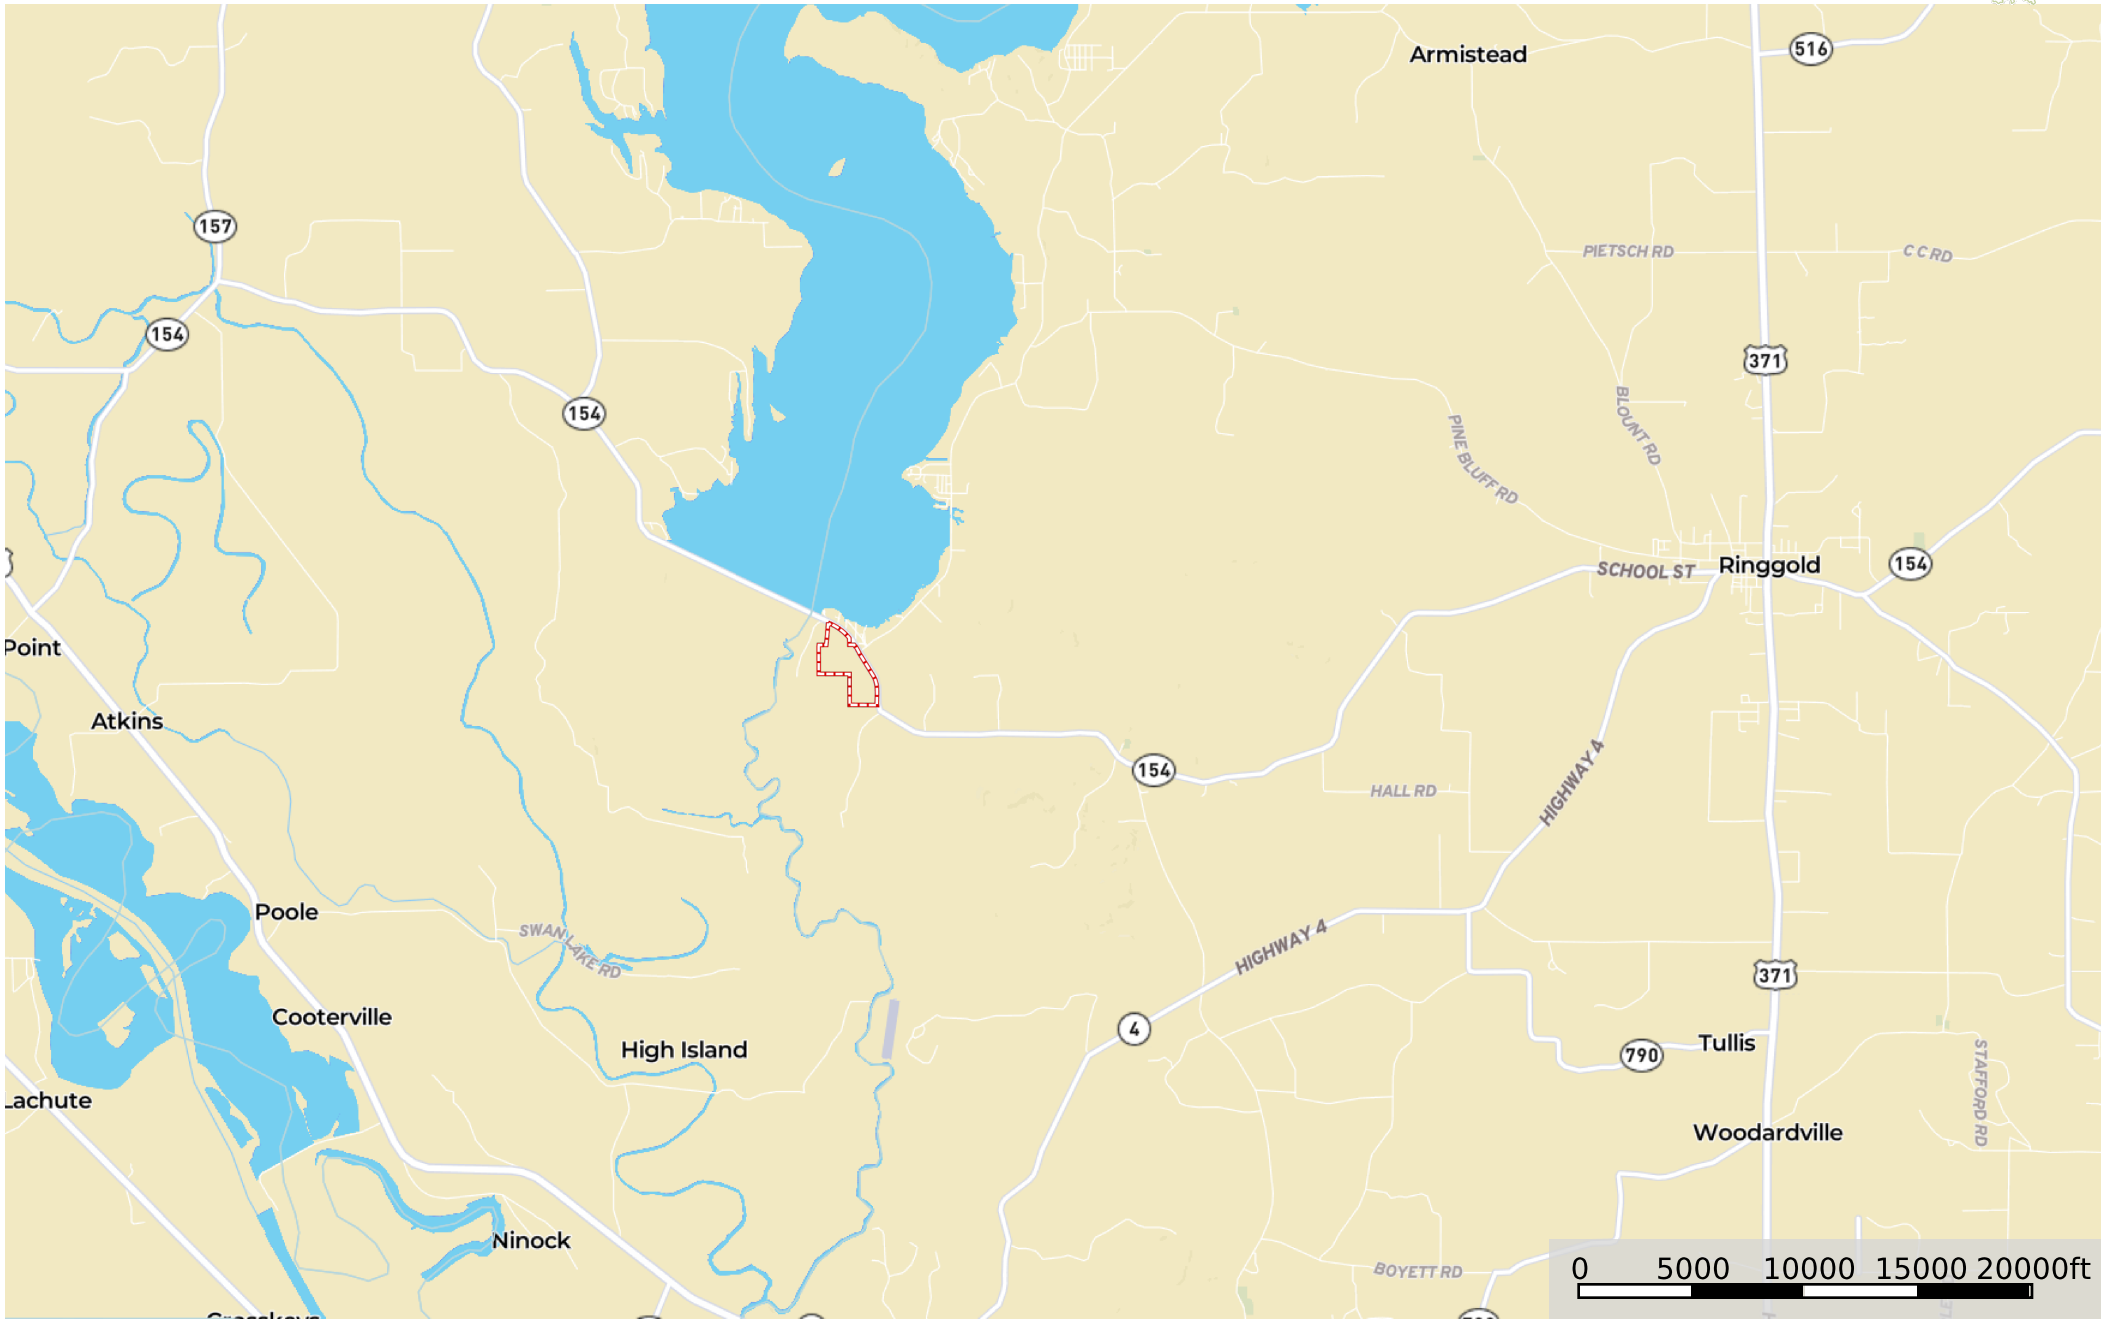 Armistead
516
157
PIETSCH RD
C C RD
154
371
154
BLOUNT RD
PINE BLUFF RD
Ringgold
SCHOOL ST
154
Point
Atkins
154
HALL RD
HIGHWAY 4
Poole
SWAN LAKE RD
HIGHWAY 4
371
Cooterville
4
High Island
Tullis
790
STAFFORD RD
Lachute
Woodardville
Ninock
BOYETT RD
0 5000 10000 15000 20000ft